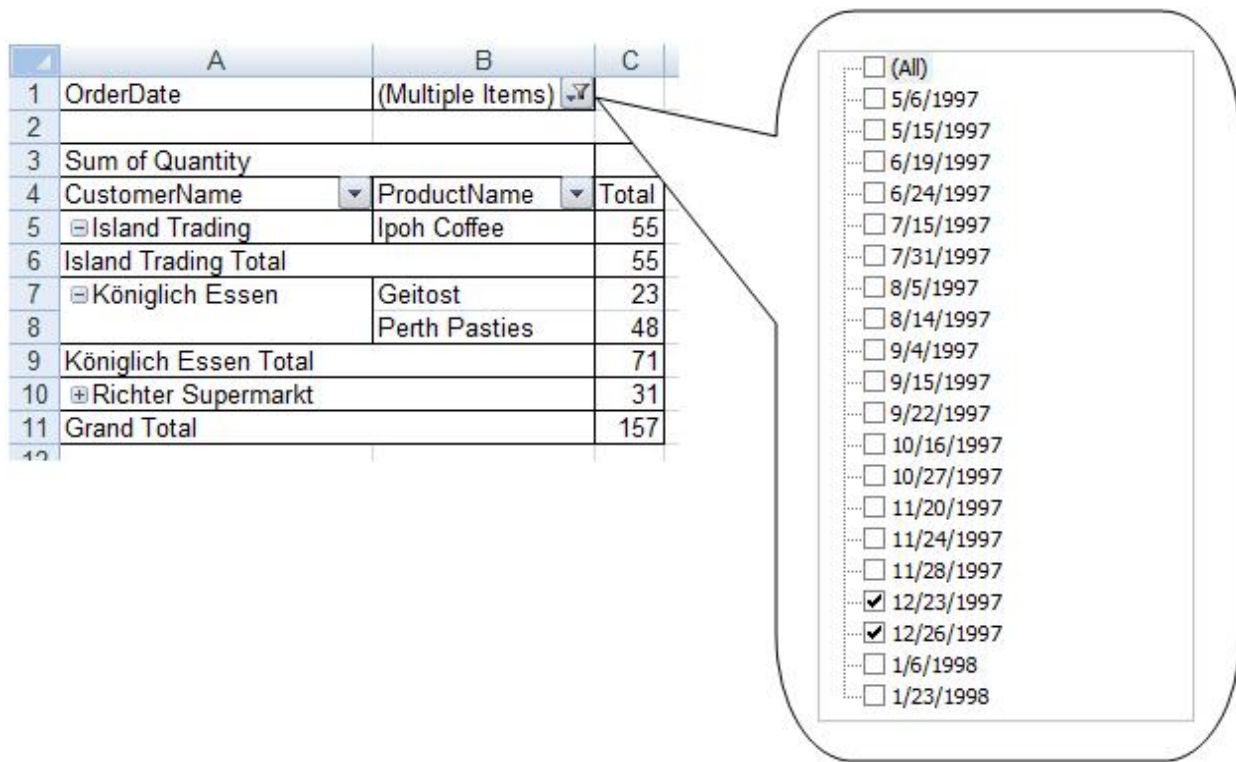 A B C
1 OrderDate (Multiple Items)
2
3 Sum of Quantity
4 CustomerName ProductName Total
5 Island Trading Ipoh Coffee 55
6 Island Trading Total 55
7 Königlich Essen Geitost 23
8 Perth Pasties 48
9 Königlich Essen Total 71
10 Richter Supermarkt 31
11 Grand Total 157
12
(All)
5/6/1997
5/15/1997
6/19/1997
6/24/1997
7/15/1997
7/31/1997
8/5/1997
8/14/1997
9/4/1997
9/15/1997
9/22/1997
10/16/1997
10/27/1997
11/20/1997
11/24/1997
11/28/1997
12/23/1997
12/26/1997
1/6/1998
1/23/1998